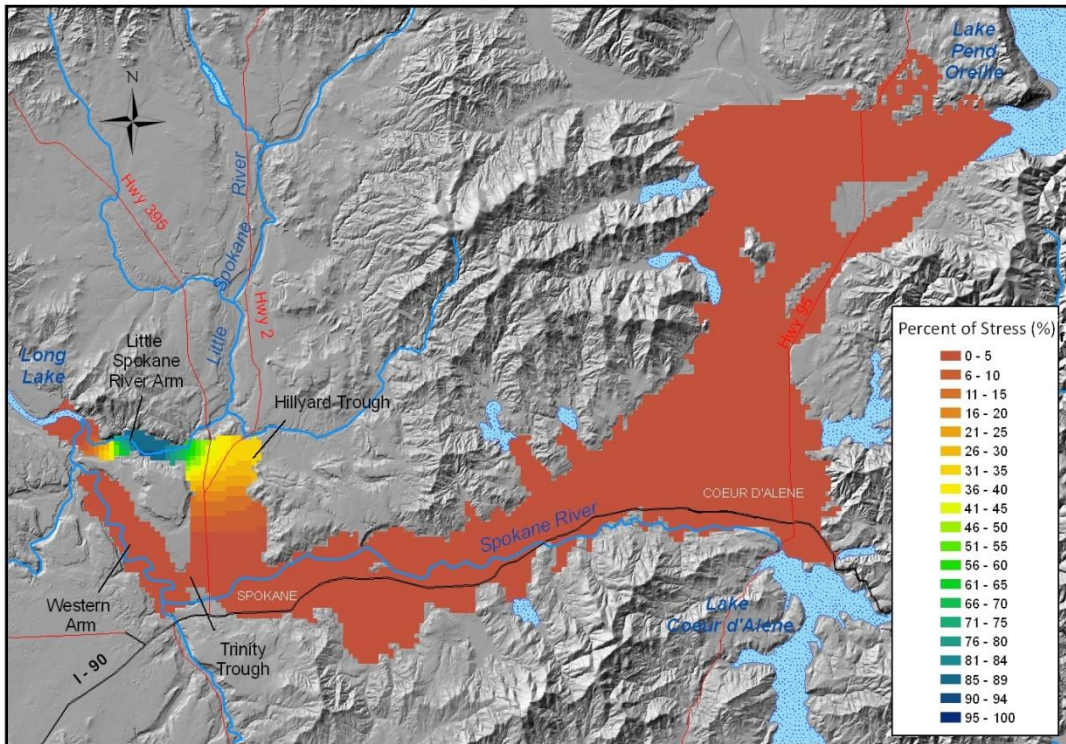 Lake
Pend
Oreille
N
Hwy 395
Little Spokane River
Hwy 2
Hwy 95
Long
Lake
Little
Spokane
River Arm
Hillyard Trough
Percent of Stress (%)
0 - 5
6 - 10
11 - 15
16 - 20
21 - 25
26 - 30
31 - 35
36 - 40
41 - 45
46 - 50
51 - 55
56 - 60
61 - 65
66 - 70
71 - 75
76 - 80
81 - 84
85 - 89
90 - 94
95 - 100
COEUR D'ALENE
Spokane River
SPOKANE
Western
Arm
Trinity
Trough
I - 90
Lake
Coeur d'Alene